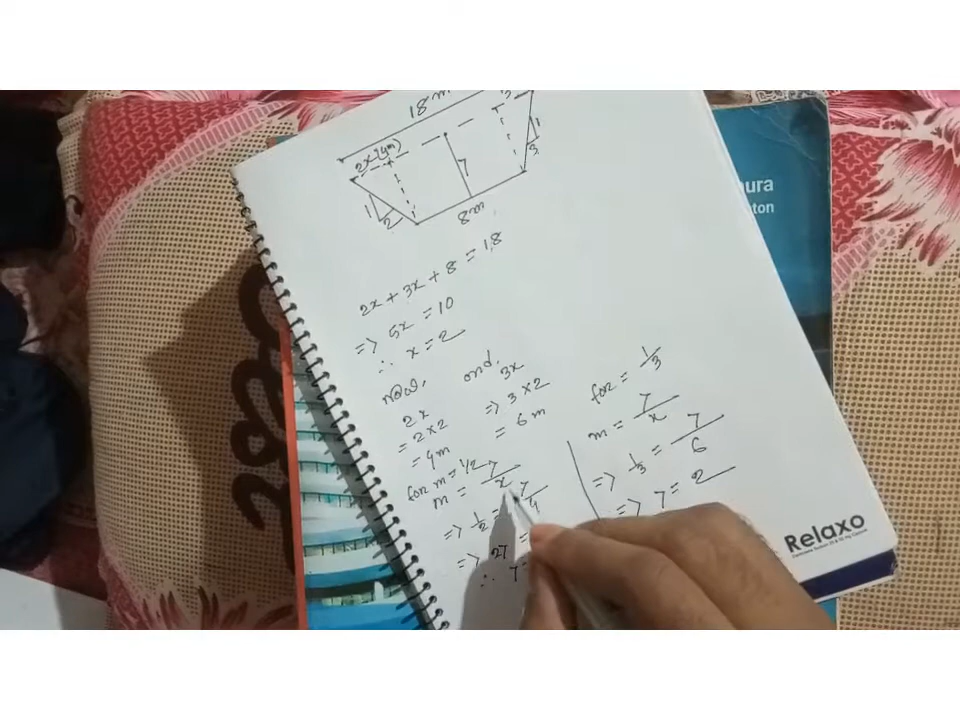 18m
2x(4m)
1
2
7
8m
1
3
2x + 3x + 8 = 18
=> 5x = 10
∴ x = 2
Now, and,
2x
= 2×2
= 4m
3x
=> 3×2
= 6m
for m = 1/2
m = y/x
=> 1/2 = y/4
=> 2y =
∴ y =
for = 1/3
m = y/x
=> 1/3 = y/6
=> y = 2
Relaxo
ura
ton